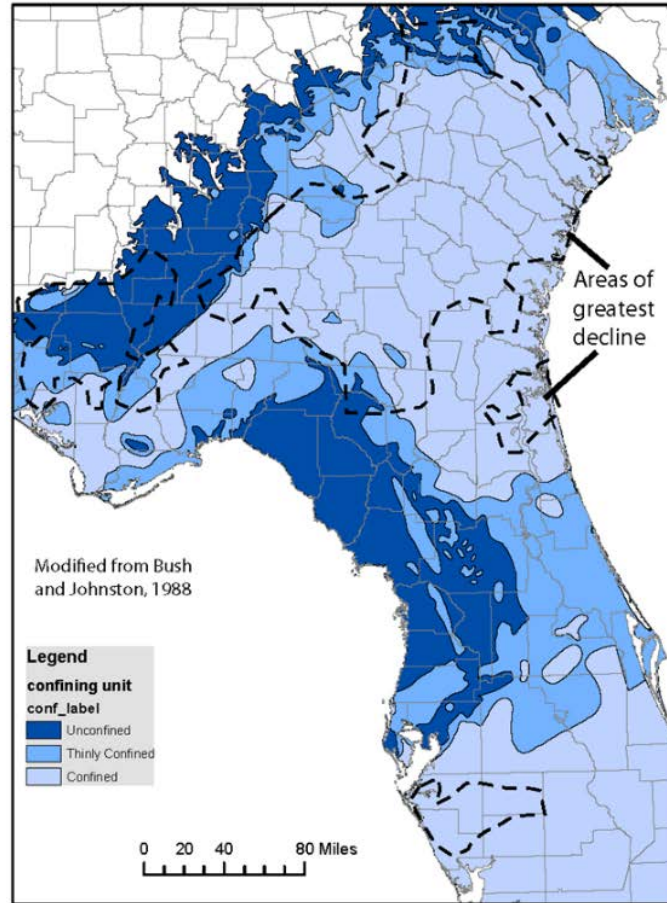 Areas of
greatest
decline
Modified from Bush
and Johnston, 1988
Legend
confining unit
conf_label
Unconfined
Thinly Confined
Confined
0 20 40 80 Miles